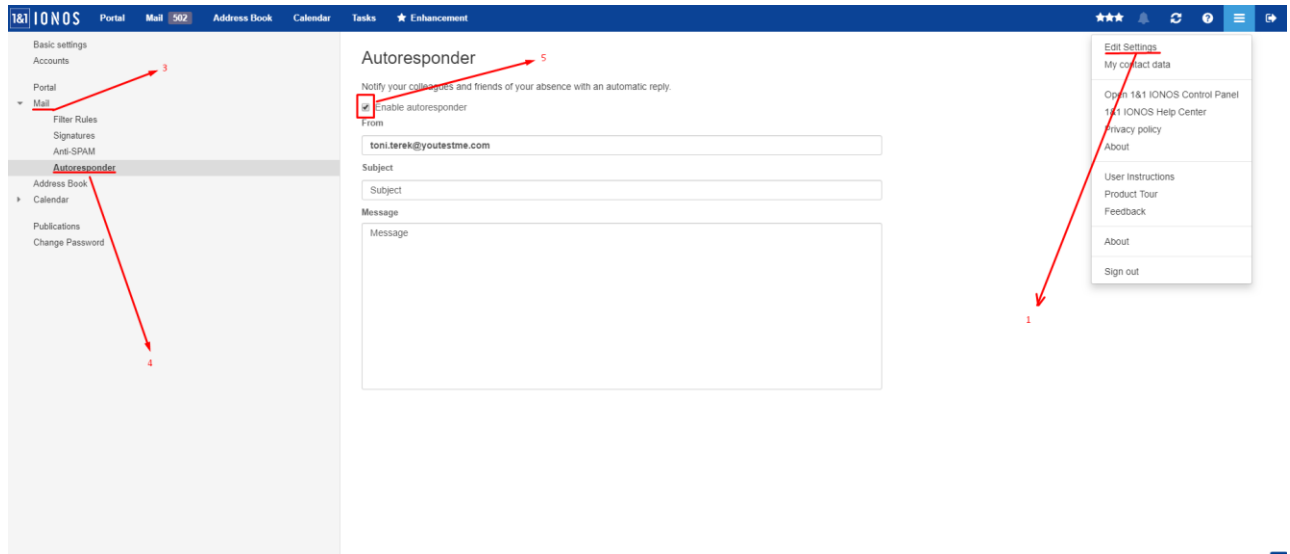 1&1 IONOS Portal Mail 502 Address Book Calendar Tasks Enhancement
Basic settings
Accounts
3
Portal
Mail
Filter Rules
Signatures
Anti-SPAM
Autoresponder
Address Book
Calendar
Publications
Change Password
4
Autoresponder
5
Notify your colleagues and friends of your absence with an automatic reply.
Enable autoresponder
From
toni.terek@youtestme.com
Subject
Subject
Message
Message
Edit Settings
My contact data
Open 1&1 IONOS Control Panel
1&1 IONOS Help Center
Privacy policy
About
User Instructions
Product Tour
Feedback
About
Sign out
1